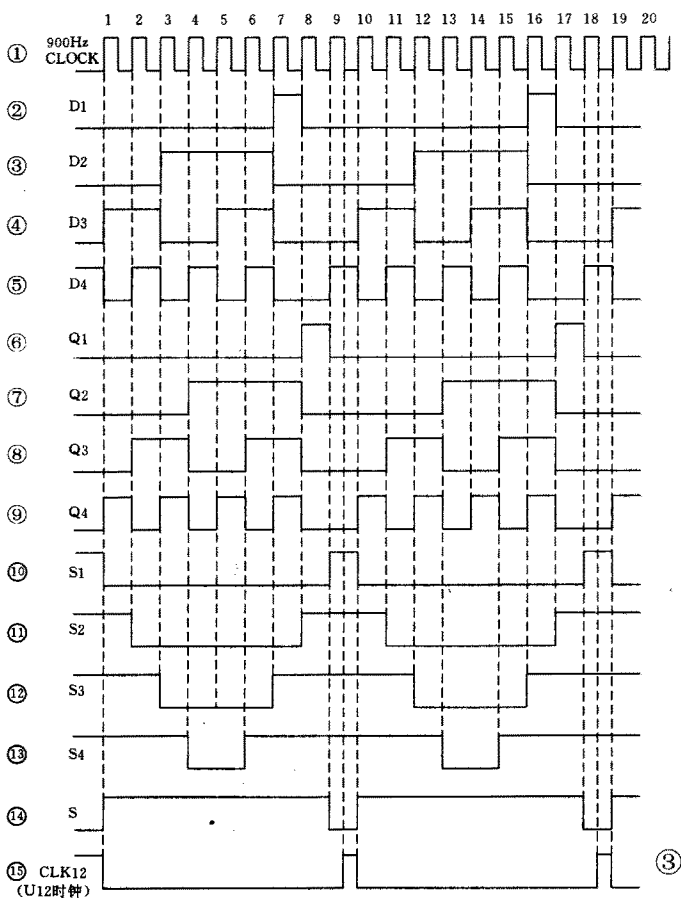 1 2 3 4 5 6 7 8 9 10 11 12 13 14 15 16 17 18 19 20
① 900Hz
CLOCK
② D1
③ D2
④ D3
⑤ D4
⑥ Q1
⑦ Q2
⑧ Q3
⑨ Q4
⑩ S1
⑪ S2
⑫ S3
⑬ S4
⑭ S
⑮ CLK12
(U12时钟)
③